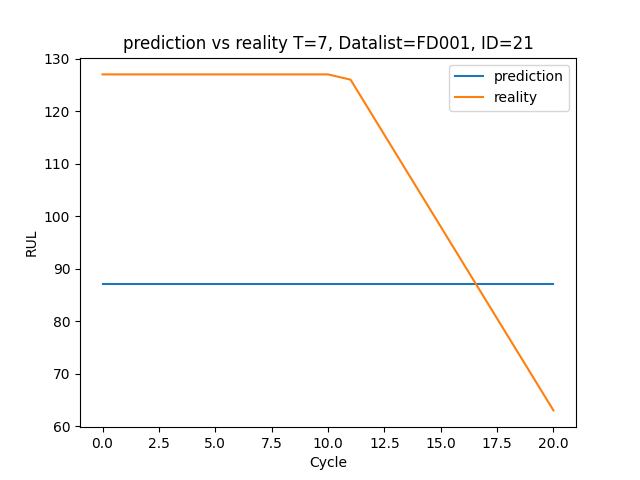 prediction vs reality T=7, Datalist=FD001, ID=21
prediction
reality
130
120
110
100
90
80
70
60
RUL
0.0 2.5 5.0 7.5 10.0 12.5 15.0 17.5 20.0
Cycle